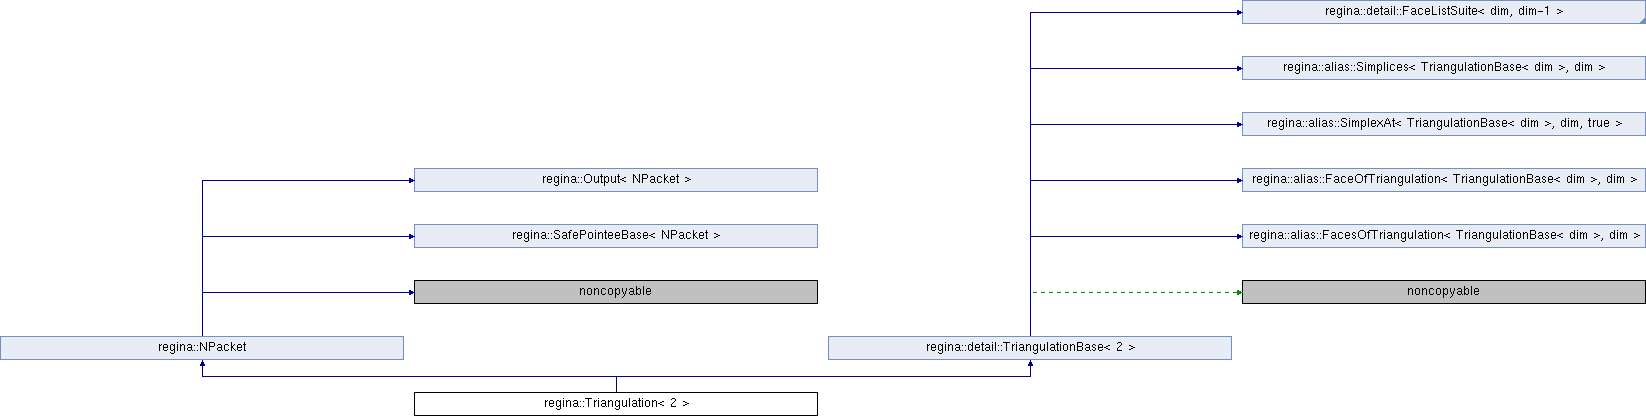 regina::detail::FaceListSuite< dim, dim-1 >
regina::alias::Simplices< TriangulationBase< dim >, dim >
regina::alias::SimplexAt< TriangulationBase< dim >, dim, true >
regina::Output< NPacket >
regina::alias::FaceOfTriangulation< TriangulationBase< dim >, dim >
regina::SafePointeeBase< NPacket >
regina::alias::FacesOfTriangulation< TriangulationBase< dim >, dim >
noncopyable
noncopyable
regina::NPacket
regina::detail::TriangulationBase< 2 >
regina::Triangulation< 2 >